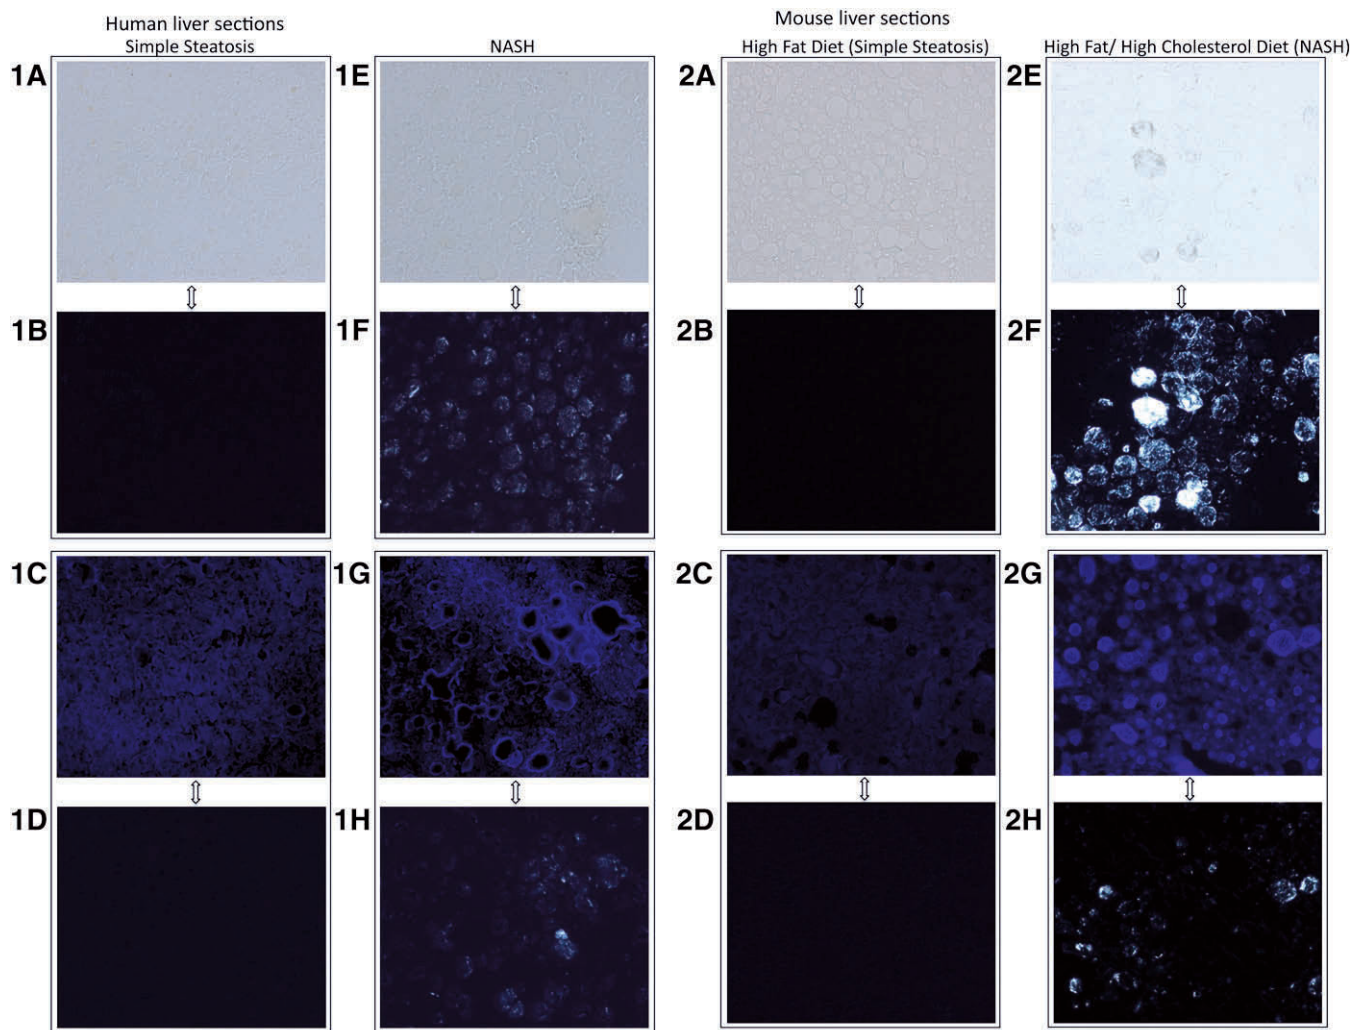 Human liver sections
Mouse liver sections
Simple Steatosis
NASH
High Fat Diet (Simple Steatosis)
High Fat/ High Cholesterol Diet (NASH)
1A
1E
2A
2E
1B
1F
2B
2F
1C
1G
2C
2G
1D
1H
2D
2H